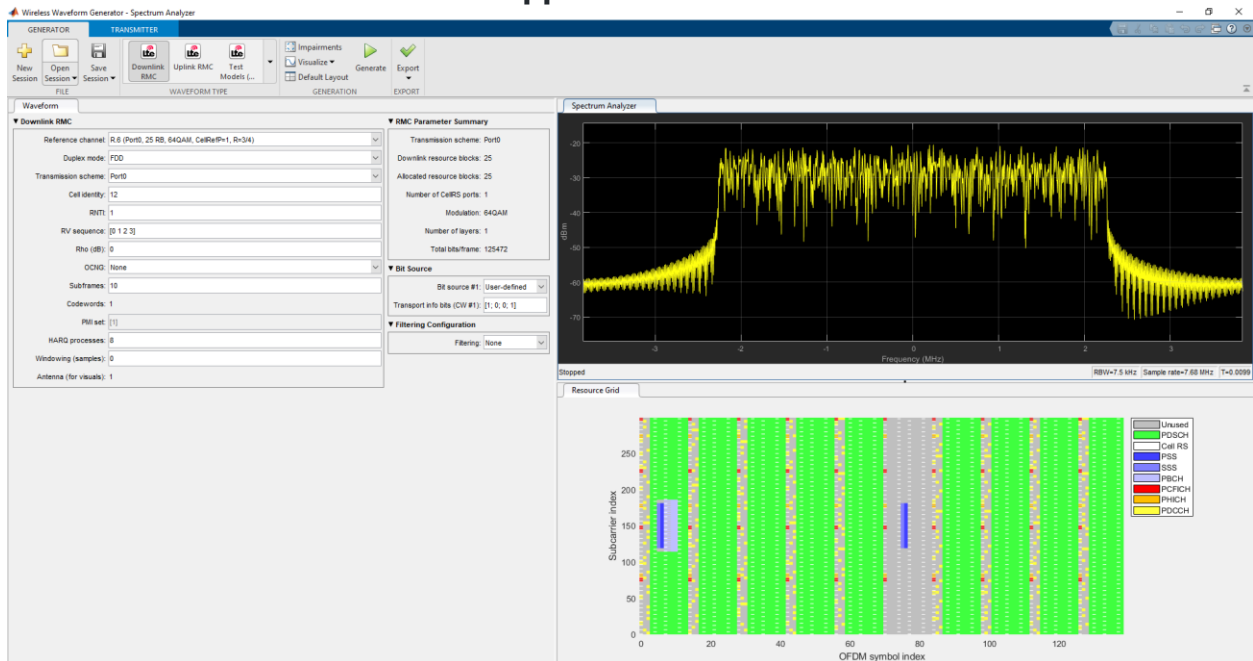 Wireless Waveform Generator - Spectrum Analyzer
GENERATOR
TRANSMITTER
New Session
Open Session
Save Session
FILE
Downlink RMC
Uplink RMC
Test Models (...
WAVEFORM TYPE
Impairments
Visualize
Default Layout
Generate
GENERATION
Export
EXPORT
Waveform
Downlink RMC
Reference channel: R.6 (Port0, 25 RB, 64QAM, CellRefP=1, R=3/4)
Duplex mode: FDD
Transmission scheme: Port0
Cell identity: 12
RNTI: 1
RV sequence: [0 1 2 3]
Rho (dB): 0
OCNG: None
Subframes: 10
Codewords: 1
PMI set: [1]
HARQ processes: 8
Windowing (samples): 0
Antenna (for visuals): 1
RMC Parameter Summary
Transmission scheme: Port0
Downlink resource blocks: 25
Allocated resource blocks: 25
Number of CellRS ports: 1
Modulation: 64QAM
Number of layers: 1
Total bits/frame: 125472
Bit Source
Bit source #1: User-defined
Transport info bits (CW #1): [1; 0; 0; 1]
Filtering Configuration
Filtering: None
Spectrum Analyzer
-20
-30
-40
-50
-60
-70
dBm
-3 -2 -1 0 1 2 3
Frequency (MHz)
Stopped
RBW=7.5 kHz Sample rate=7.68 MHz T=0.0099
Resource Grid
250
200
150
100
50
0
Subcarrier index
0 20 40 60 80 100 120
OFDM symbol index
Unused
PDSCH
Cell RS
PSS
SSS
PBCH
PCFICH
PHICH
PDCCH